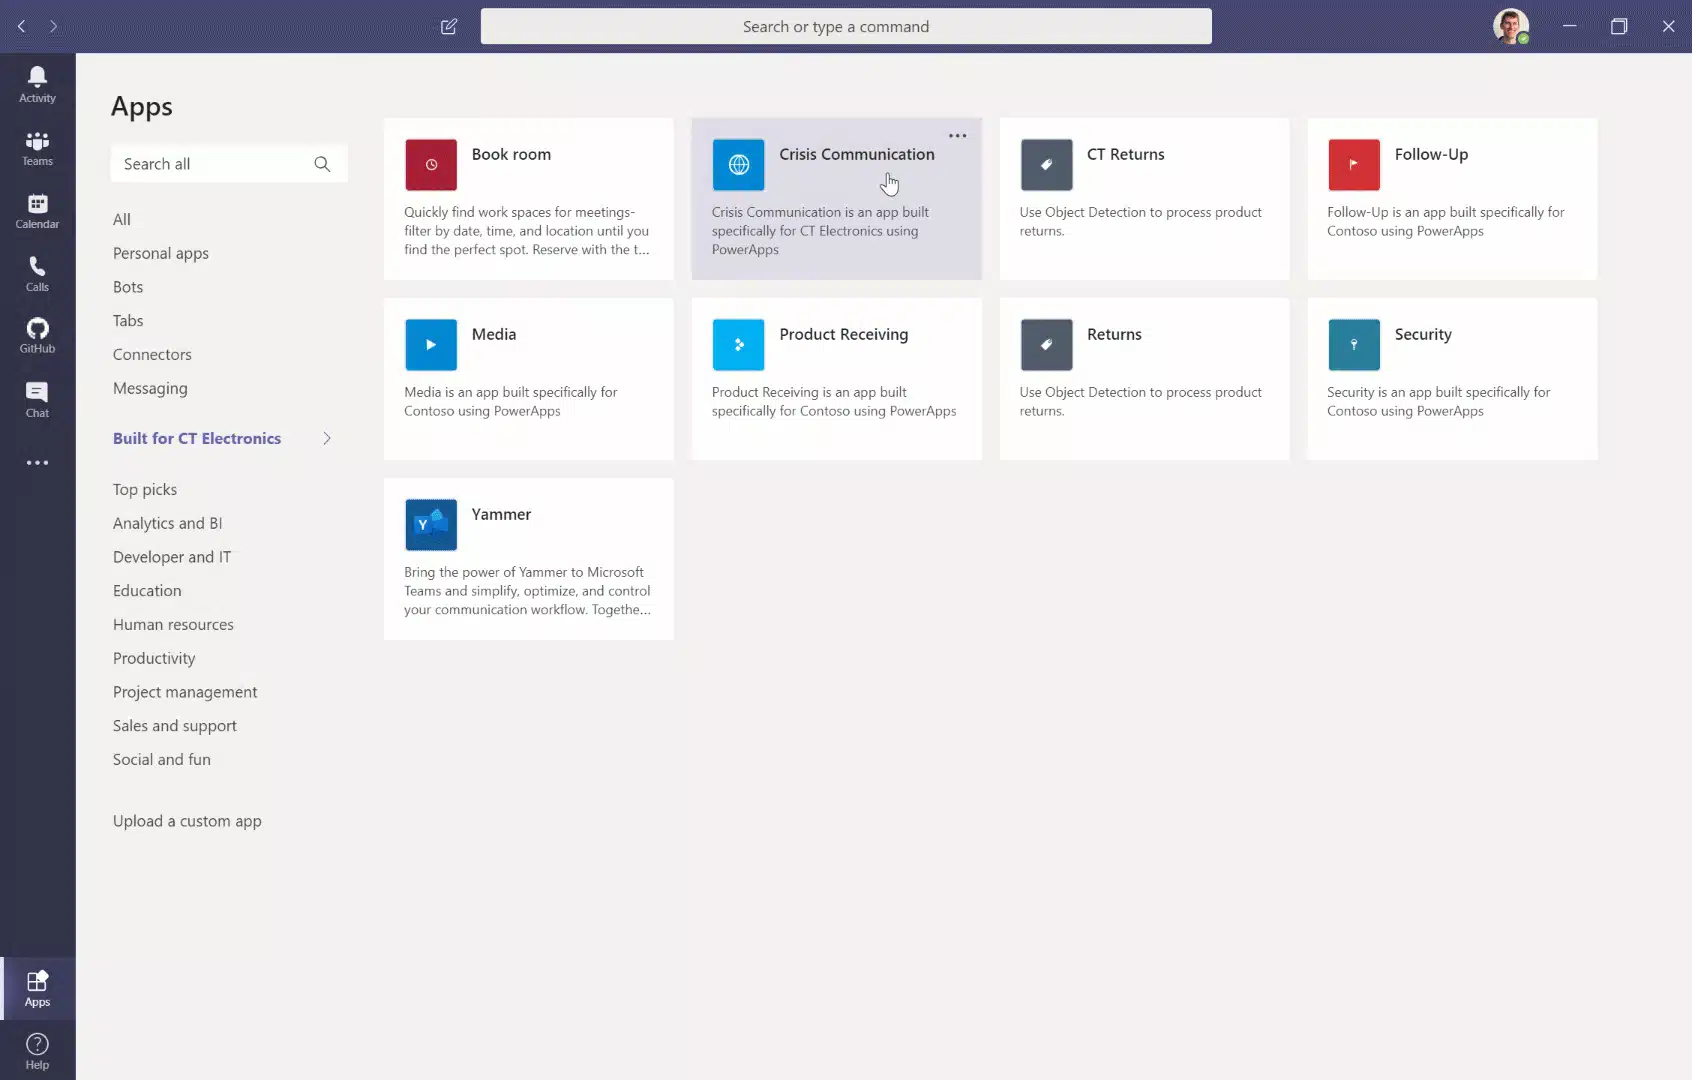 Search or type a command
Activity
Teams
Calendar
Calls
GitHub
Chat
Apps
Help
Apps
Search all
All
Personal apps
Bots
Tabs
Connectors
Messaging
Built for CT Electronics
Top picks
Analytics and BI
Developer and IT
Education
Human resources
Productivity
Project management
Sales and support
Social and fun
Upload a custom app
Book room
Quickly find work spaces for meetings-
filter by date, time, and location until you
find the perfect spot. Reserve with the t...
Crisis Communication
Crisis Communication is an app built
specifically for CT Electronics using
PowerApps
CT Returns
Use Object Detection to process product
returns.
Follow-Up
Follow-Up is an app built specifically for
Contoso using PowerApps
Media
Media is an app built specifically for
Contoso using PowerApps
Product Receiving
Product Receiving is an app built
specifically for Contoso using PowerApps
Returns
Use Object Detection to process product
returns.
Security
Security is an app built specifically for
Contoso using PowerApps
Y
Yammer
Bring the power of Yammer to Microsoft
Teams and simplify, optimize, and control
your communication workflow. Togethe...